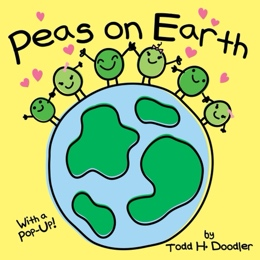 Peas on Earth
With a
Pop-Up!
by
Todd H. Doodler